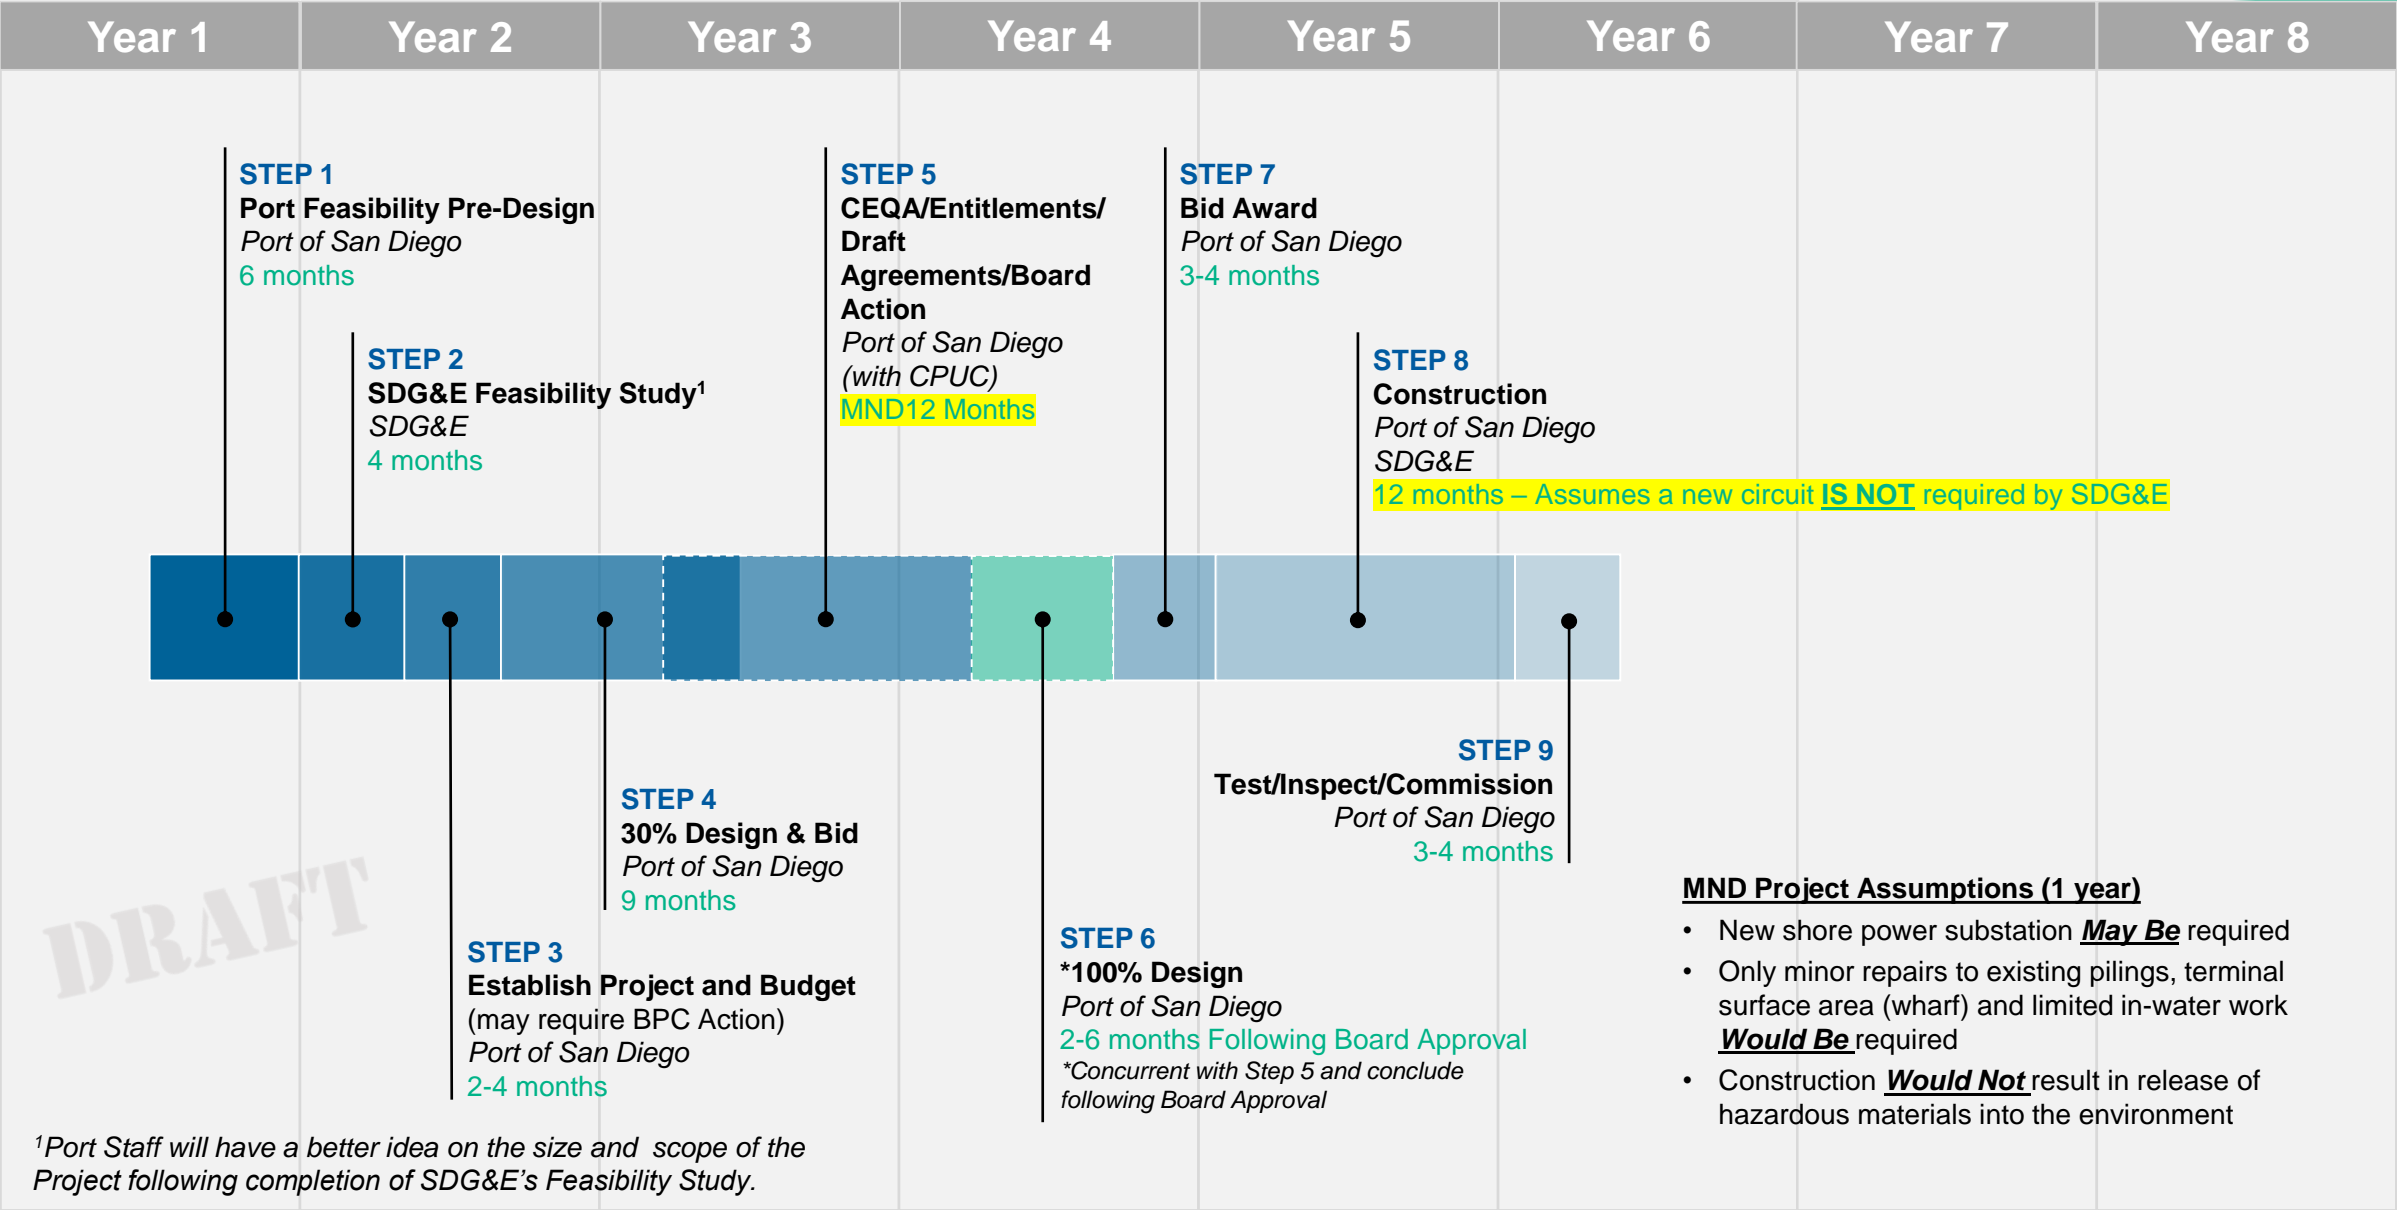 Year 1 Year 2 Year 3 Year 4 Year 5 Year 6 Year 7 Year 8
STEP 1
Port Feasibility Pre-Design
Port of San Diego
6 months
STEP 2
SDG&E Feasibility Study¹
SDG&E
4 months
STEP 5
CEQA/Entitlements/
Draft
Agreements/Board
Action
Port of San Diego
(with CPUC)
MND12 Months
STEP 7
Bid Award
Port of San Diego
3-4 months
STEP 8
Construction
Port of San Diego
SDG&E
12 months – Assumes a new circuit IS NOT required by SDG&E
STEP 3
Establish Project and Budget
(may require BPC Action)
Port of San Diego
2-4 months
STEP 4
30% Design & Bid
Port of San Diego
9 months
STEP 6
*100% Design
Port of San Diego
2-6 months Following Board Approval
*Concurrent with Step 5 and conclude
following Board Approval
STEP 9
Test/Inspect/Commission
Port of San Diego
3-4 months
MND Project Assumptions (1 year)
• New shore power substation May Be required
• Only minor repairs to existing pilings, terminal
surface area (wharf) and limited in-water work
Would Be required
• Construction Would Not result in release of
hazardous materials into the environment
DRAFT
¹Port Staff will have a better idea on the size and scope of the
Project following completion of SDG&E's Feasibility Study.